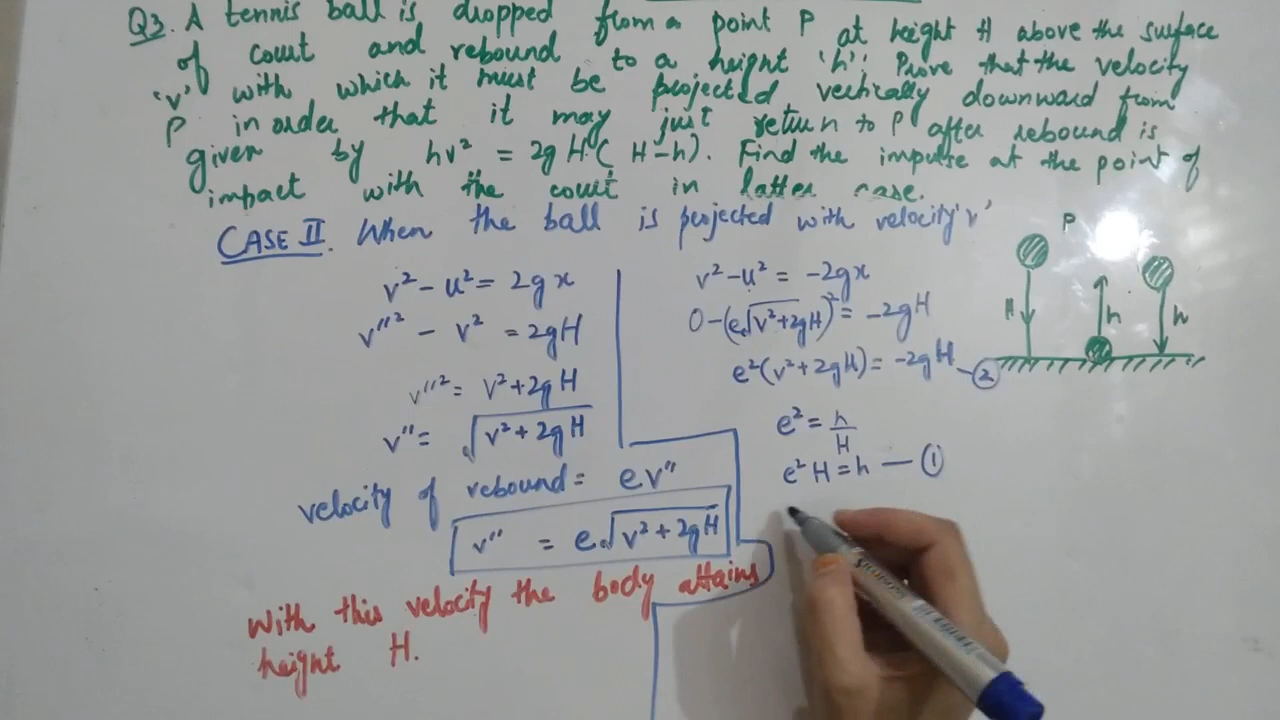 Q3. A tennis ball is dropped from a point P at height H above the surface
of court and rebound to a height 'h'. Prove that the velocity
'v' with which it must be projected vertically downward from
P in order that it may just return to P after rebound is
given by hv² = 2gH(H-h). Find the impulse at the point of
impact with the court in latter case.
CASE II. When the ball is projected with velocity 'v'
v² - u² = 2gx
v''² - v² = 2gH
v''² = v² + 2gH
v'' = √v² + 2gH
velocity of rebound = ev''
v'' = e√v² + 2gH
With this velocity the body attains
height H.
v² - u² = -2gx
0 - (e√v² + 2gH)² = -2gH
e²(v² + 2gH) = -2gH — ②
e² = h/H
e²H = h — ①
P
H
h
h